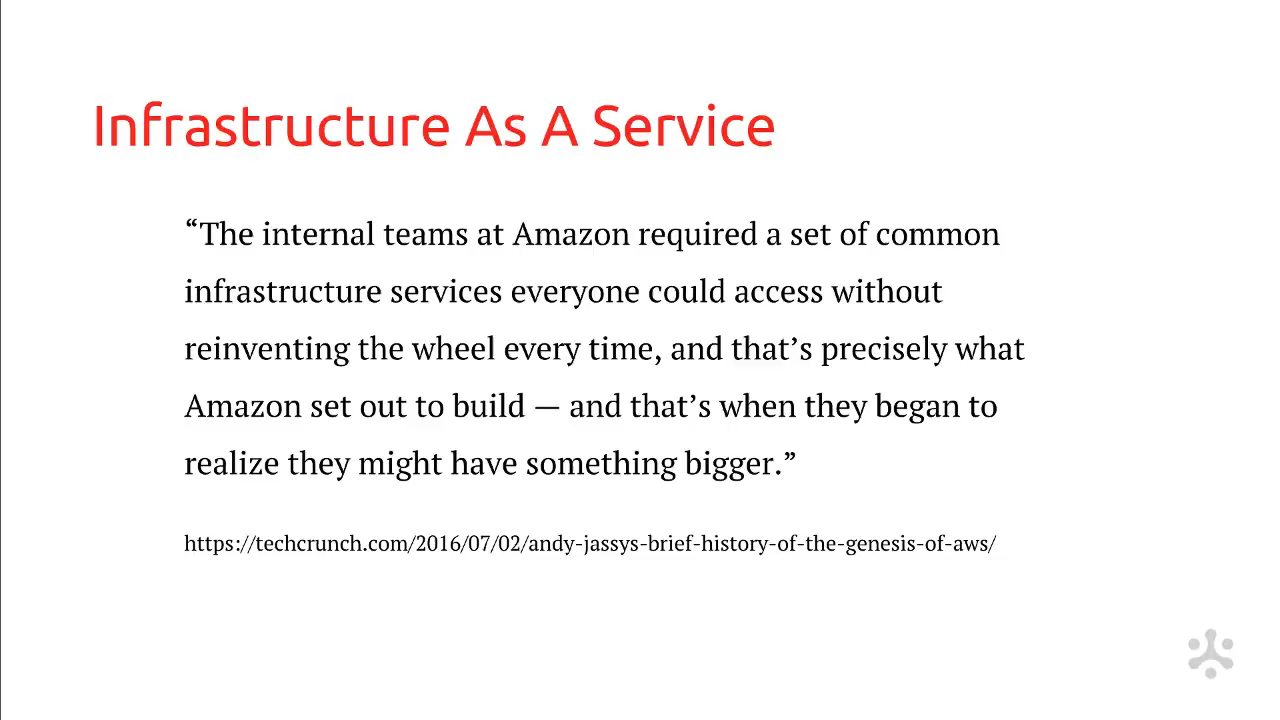 Infrastructure As A Service
“The internal teams at Amazon required a set of common
infrastructure services everyone could access without
reinventing the wheel every time, and that’s precisely what
Amazon set out to build — and that’s when they began to
realize they might have something bigger.”
https://techcrunch.com/2016/07/02/andy-jassys-brief-history-of-the-genesis-of-aws/